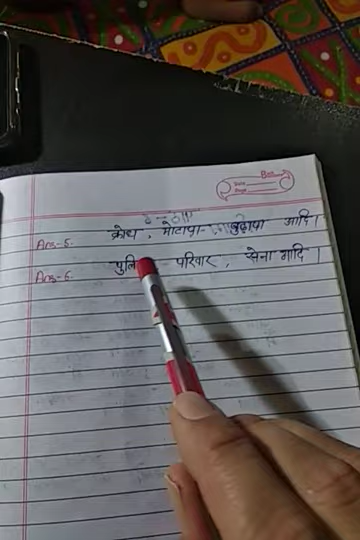 Ans-5. क्रोध, मोटापा- बुढ़ापा आदि।
Ans-6. परिवार, सेना आदि।